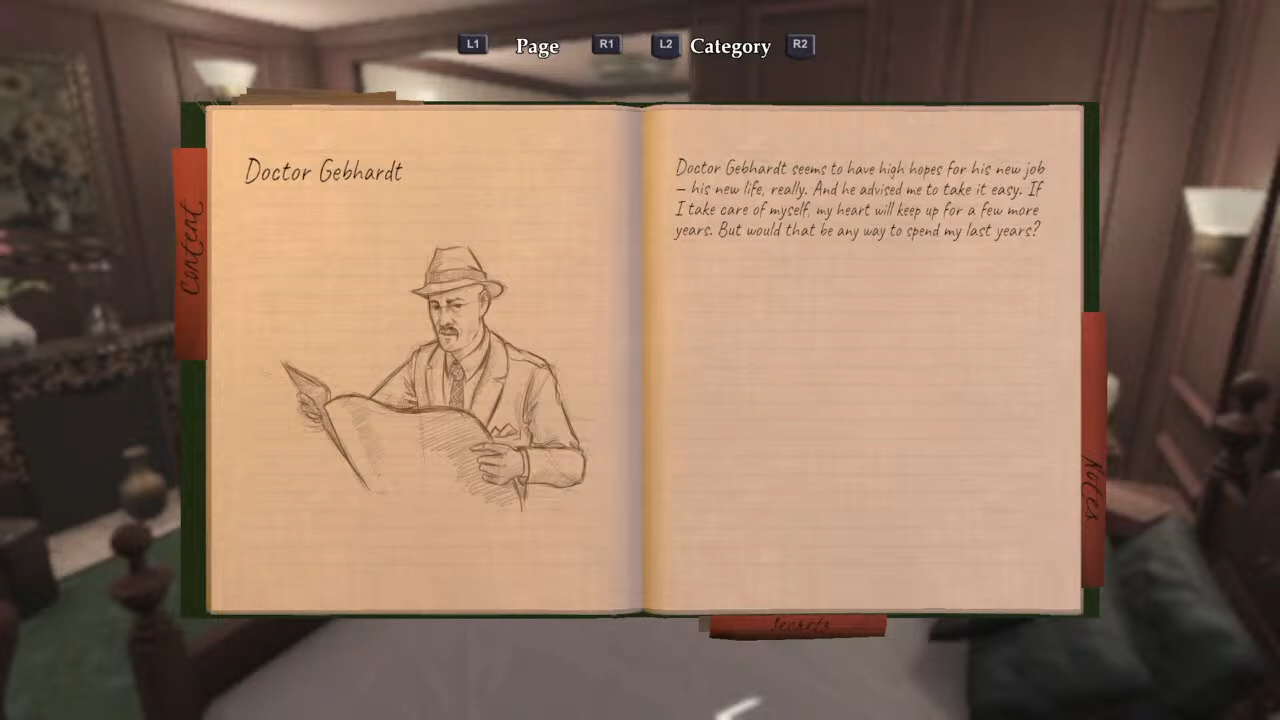 L1 Page R1 L2 Category R2
Content
Doctor Gebhardt
Doctor Gebhardt seems to have high hopes for his new job
– his new life, really. And he advised me to take it easy. If
I take care of myself, my heart will keep up for a few more
years. But would that be any way to spend my last years?
Notes
Secrets